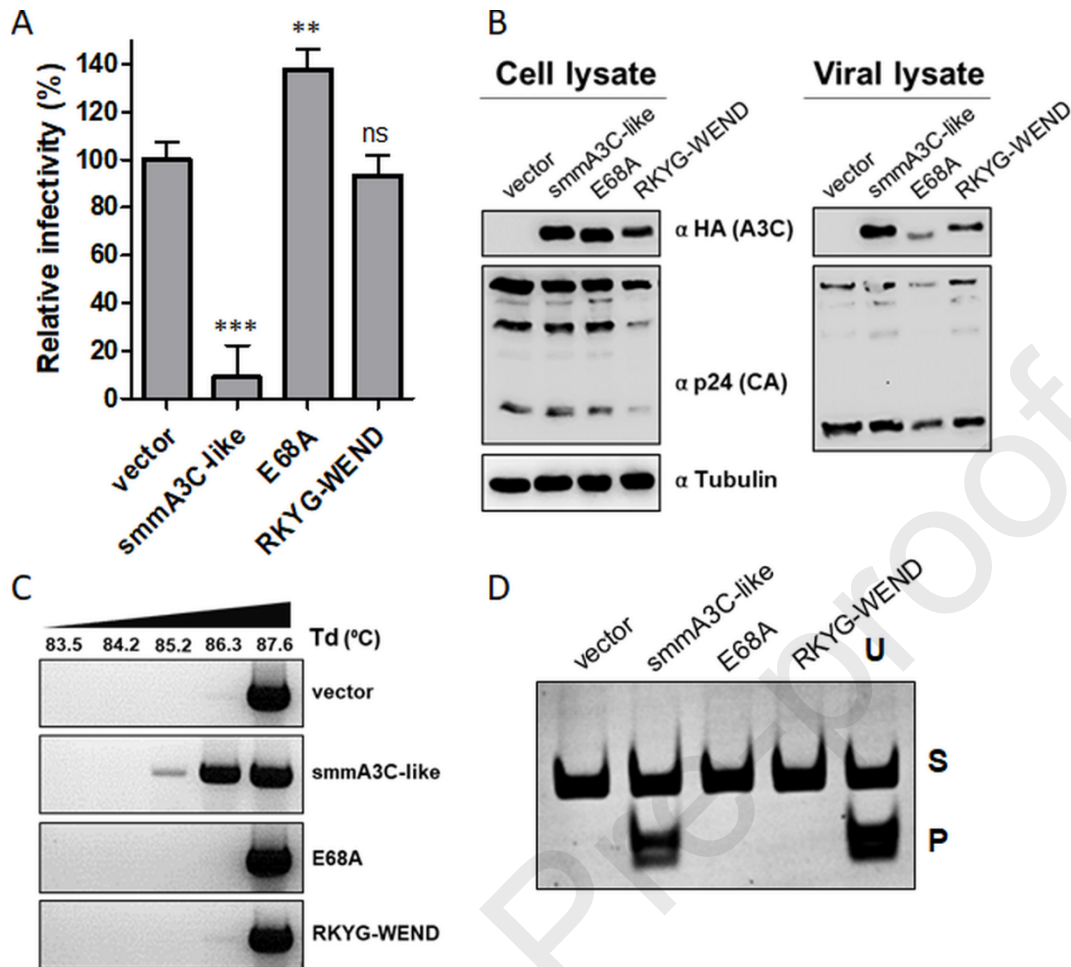 A
Relative infectivity (%)
140
120
100
80
60
40
20
0
***
**
ns
vector
smmA3C-like
E68A
RKYG-WEND
B
Cell lysate
Viral lysate
vector
smmA3C-like
E68A
RKYG-WEND
vector
smmA3C-like
E68A
RKYG-WEND
α HA (A3C)
α p24 (CA)
α Tubulin
C
83.5 84.2 85.2 86.3 87.6 Td (ºC)
vector
smmA3C-like
E68A
RKYG-WEND
D
vector
smmA3C-like
E68A
RKYG-WEND
U
S
P
Pre-proof